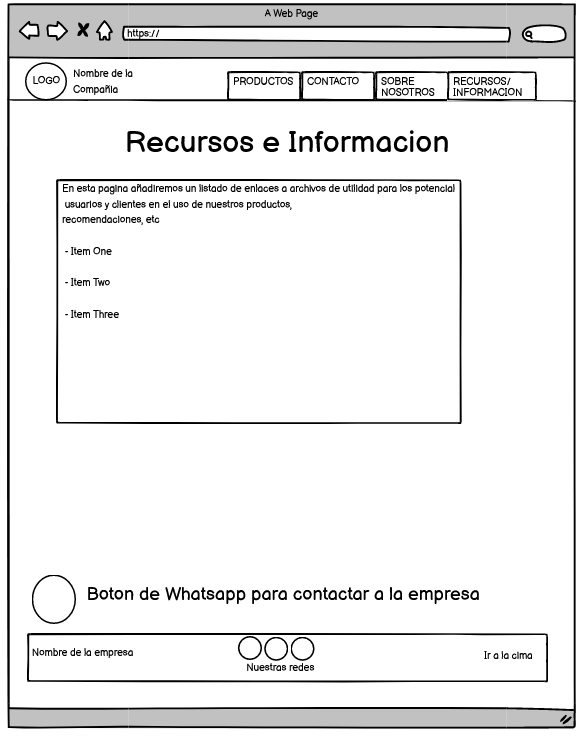 A Web Page
https://
LOGO
Nombre de la
Compañia
PRODUCTOS
CONTACTO
SOBRE
NOSOTROS
RECURSOS/
INFORMACION
Recursos e Informacion
En esta pagina añadiremos un listado de enlaces a archivos de utilidad para los potencial
usuarios y clientes en el uso de nuestros productos,
recomendaciones, etc
- Item One
- Item Two
- Item Three
Boton de Whatsapp para contactar a la empresa
Nombre de la empresa
Nuestras redes
Ir a la cima